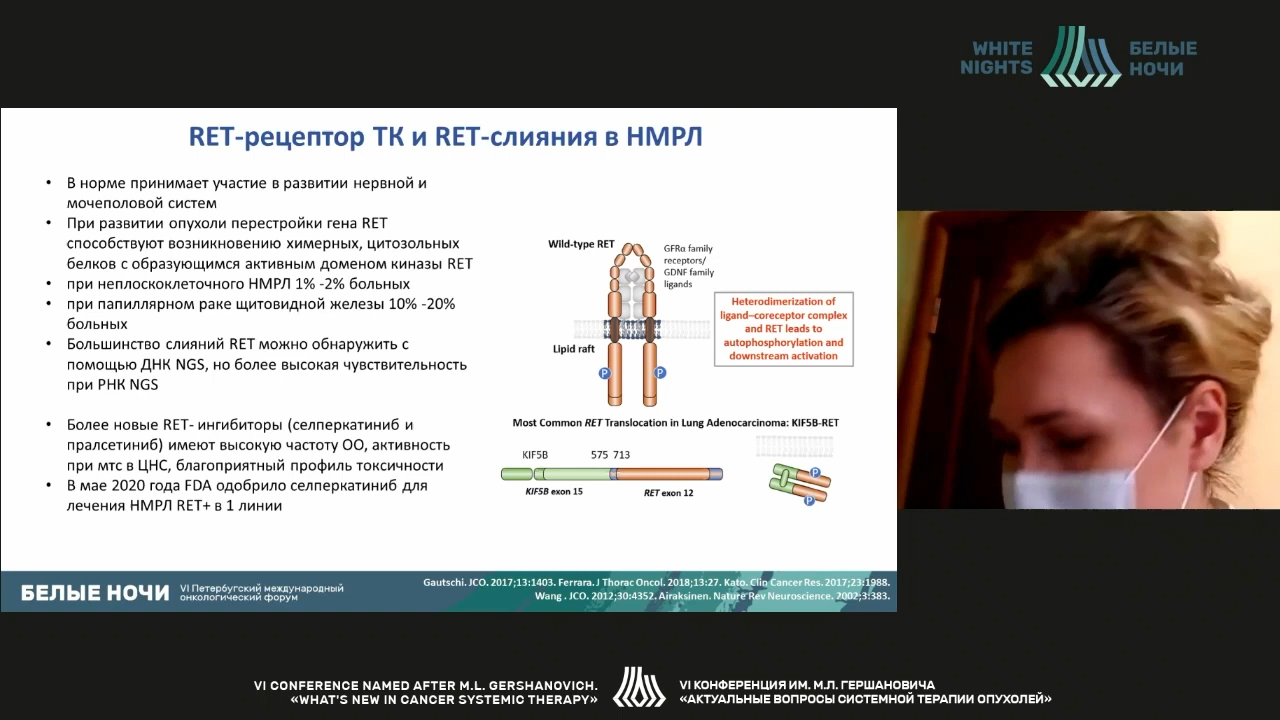 WHITE
NIGHTS
БЕЛЫЕ
НОЧИ
RET-рецептор ТК и RET-слияния в НМРЛ
• В норме принимает участие в развитии нервной и
мочеполовой систем
• При развитии опухоли перестройки гена RET
способствуют возникновению химерных, цитозольных
белков с образующимся активным доменом киназы RET
• при неплоскоклеточного НМРЛ 1% -2% больных
• при папиллярном раке щитовидной железы 10% -20%
больных
• Большинство слияний RET можно обнаружить с
помощью ДНК NGS, но более высокая чувствительность
при РНК NGS
• Более новые RET- ингибиторы (селперкатиниб и
пралсетиниб) имеют высокую частоту ОО, активность
при мтс в ЦНС, благоприятный профиль токсичности
• В мае 2020 года FDA одобрило селперкатиниб для
лечения НМРЛ RET+ в 1 линии
Wild-type RET
GFRα family
receptors/
GDNF family
ligands
Heterodimerization of
ligand–coreceptor complex
and RET leads to
autophosphorylation and
downstream activation
Lipid raft
P
P
Most Common RET Translocation in Lung Adenocarcinoma: KIF5B-RET
KIF5B
575 713
KIF5B exon 15
RET exon 12
P
P
БЕЛЫЕ НОЧИ
VI Петербургский международный
онкологический форум
Gautschi. JCO. 2017;13:1403. Ferrara. J Thorac Oncol. 2018;13:27. Kato. Clin Cancer Res. 2017;23:1988.
Wang . JCO. 2012;30:4352. Airaksinen. Nature Rev Neuroscience. 2002;3:383.
VI CONFERENCE NAMED AFTER M.L. GERSHANOVICH.
«WHAT'S NEW IN CANCER SYSTEMIC THERAPY»
VI КОНФЕРЕНЦИЯ ИМ. М.Л. ГЕРШАНОВИЧА
«АКТУАЛЬНЫЕ ВОПРОСЫ СИСТЕМНОЙ ТЕРАПИИ ОПУХОЛЕЙ»